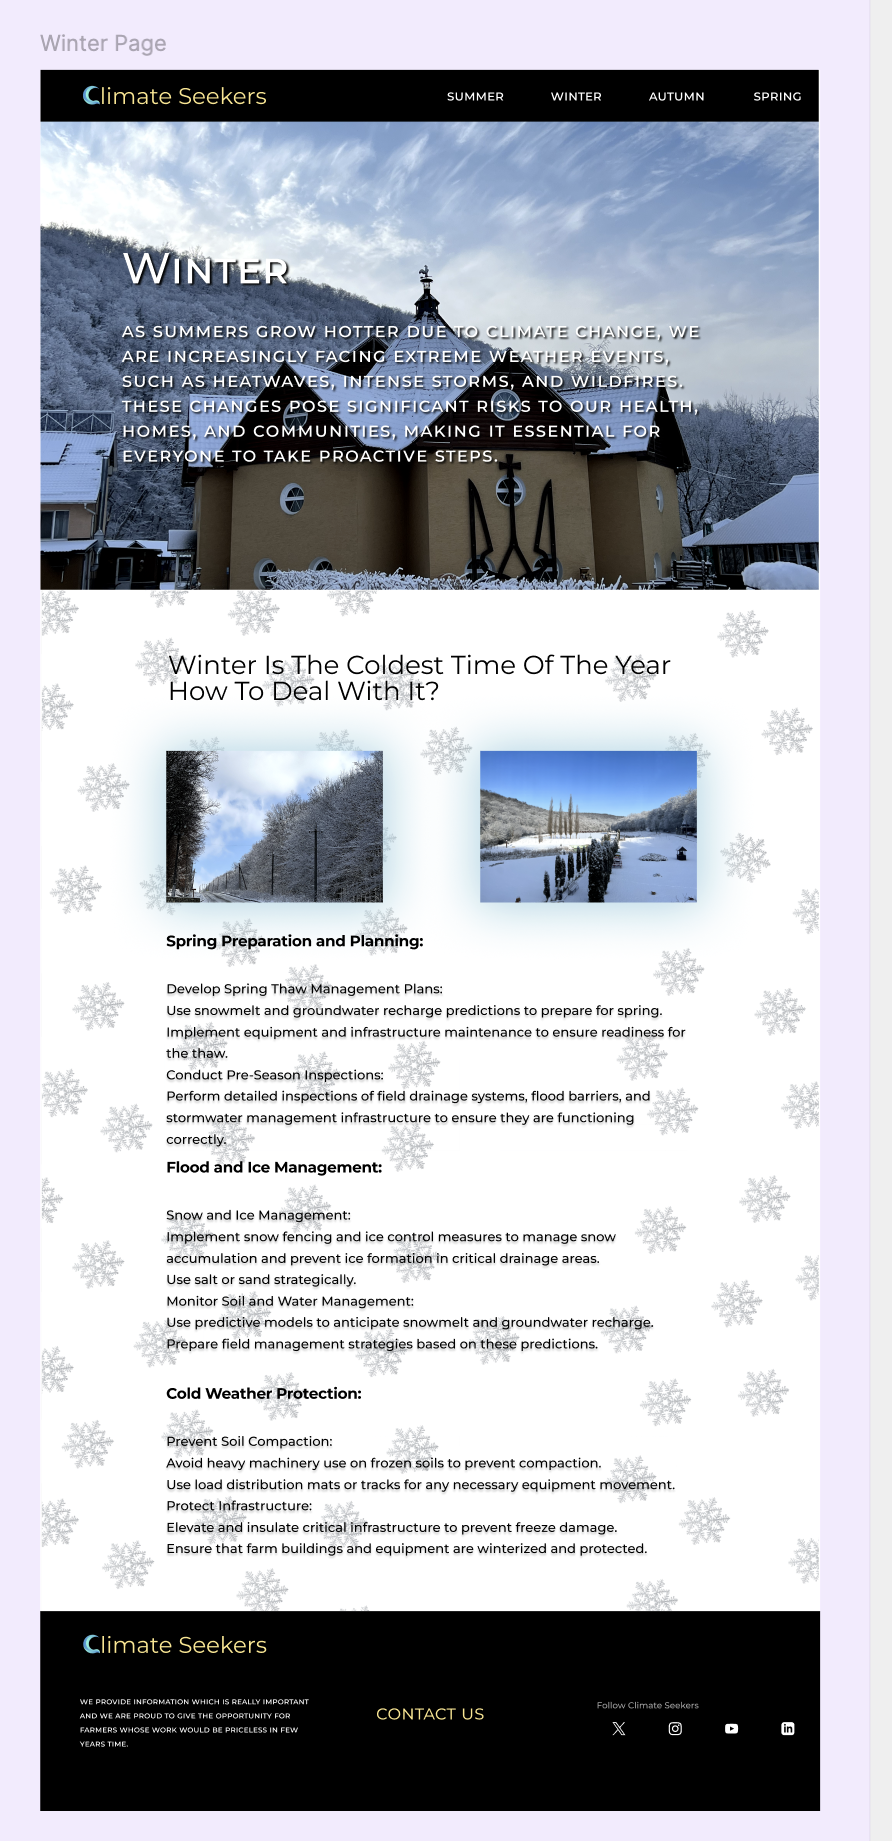 Winter Page
Climate Seekers
SUMMER
WINTER
AUTUMN
SPRING
WINTER
AS SUMMERS GROW HOTTER DUE TO CLIMATE CHANGE, WE
ARE INCREASINGLY FACING EXTREME WEATHER EVENTS,
SUCH AS HEATWAVES, INTENSE STORMS, AND WILDFIRES.
THESE CHANGES POSE SIGNIFICANT RISKS TO OUR HEALTH,
HOMES, AND COMMUNITIES, MAKING IT ESSENTIAL FOR
EVERYONE TO TAKE PROACTIVE STEPS.
Winter Is The Coldest Time Of The Year
How To Deal With It?
Spring Preparation and Planning:
Develop Spring Thaw Management Plans:
Use snowmelt and groundwater recharge predictions to prepare for spring.
Implement equipment and infrastructure maintenance to ensure readiness for
the thaw.
Conduct Pre-Season Inspections:
Perform detailed inspections of field drainage systems, flood barriers, and
stormwater management infrastructure to ensure they are functioning
correctly.
Flood and Ice Management:
Snow and Ice Management:
Implement snow fencing and ice control measures to manage snow
accumulation and prevent ice formation in critical drainage areas.
Use salt or sand strategically.
Monitor Soil and Water Management:
Use predictive models to anticipate snowmelt and groundwater recharge.
Prepare field management strategies based on these predictions.
Cold Weather Protection:
Prevent Soil Compaction:
Avoid heavy machinery use on frozen soils to prevent compaction.
Use load distribution mats or tracks for any necessary equipment movement.
Protect Infrastructure:
Elevate and insulate critical infrastructure to prevent freeze damage.
Ensure that farm buildings and equipment are winterized and protected.
Climate Seekers
WE PROVIDE INFORMATION WHICH IS REALLY IMPORTANT
AND WE ARE PROUD TO GIVE THE OPPORTUNITY FOR
FARMERS WHOSE WORK WOULD BE PRICELESS IN FEW
YEARS TIME.
CONTACT US
Follow Climate Seekers